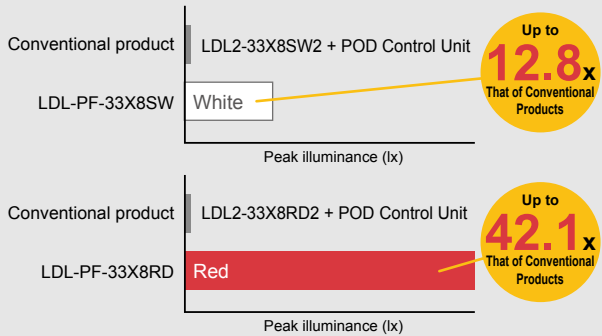 Conventional product
LDL2-33X8SW2 + POD Control Unit
LDL-PF-33X8SW
White
Peak illuminance (lx)
Up to
12.8x
That of Conventional
Products
Conventional product
LDL2-33X8RD2 + POD Control Unit
LDL-PF-33X8RD
Red
Peak illuminance (lx)
Up to
42.1x
That of Conventional
Products